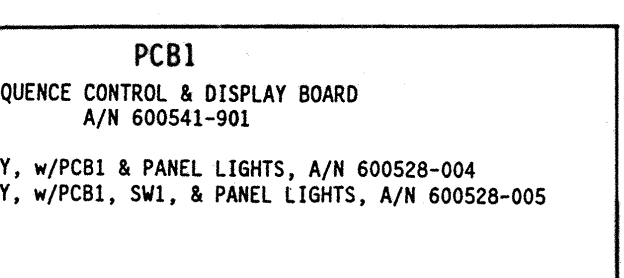 PCB1
QUENCE CONTROL & DISPLAY BOARD
A/N 600541-901
Y, w/PCB1 & PANEL LIGHTS, A/N 600528-004
Y, w/PCB1, SW1, & PANEL LIGHTS, A/N 600528-005